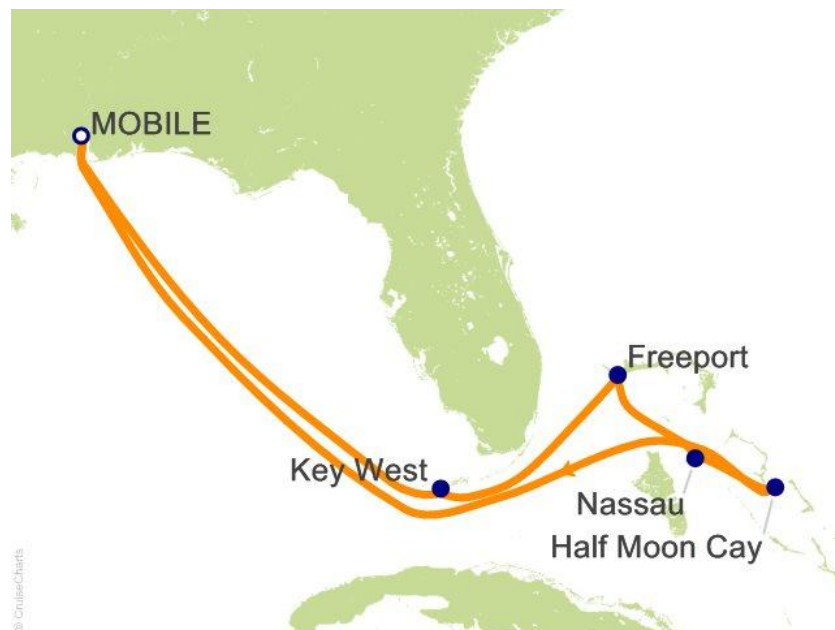 MOBILE
Freeport
Key West
Nassau
Half Moon Cay
© CruiseCharts